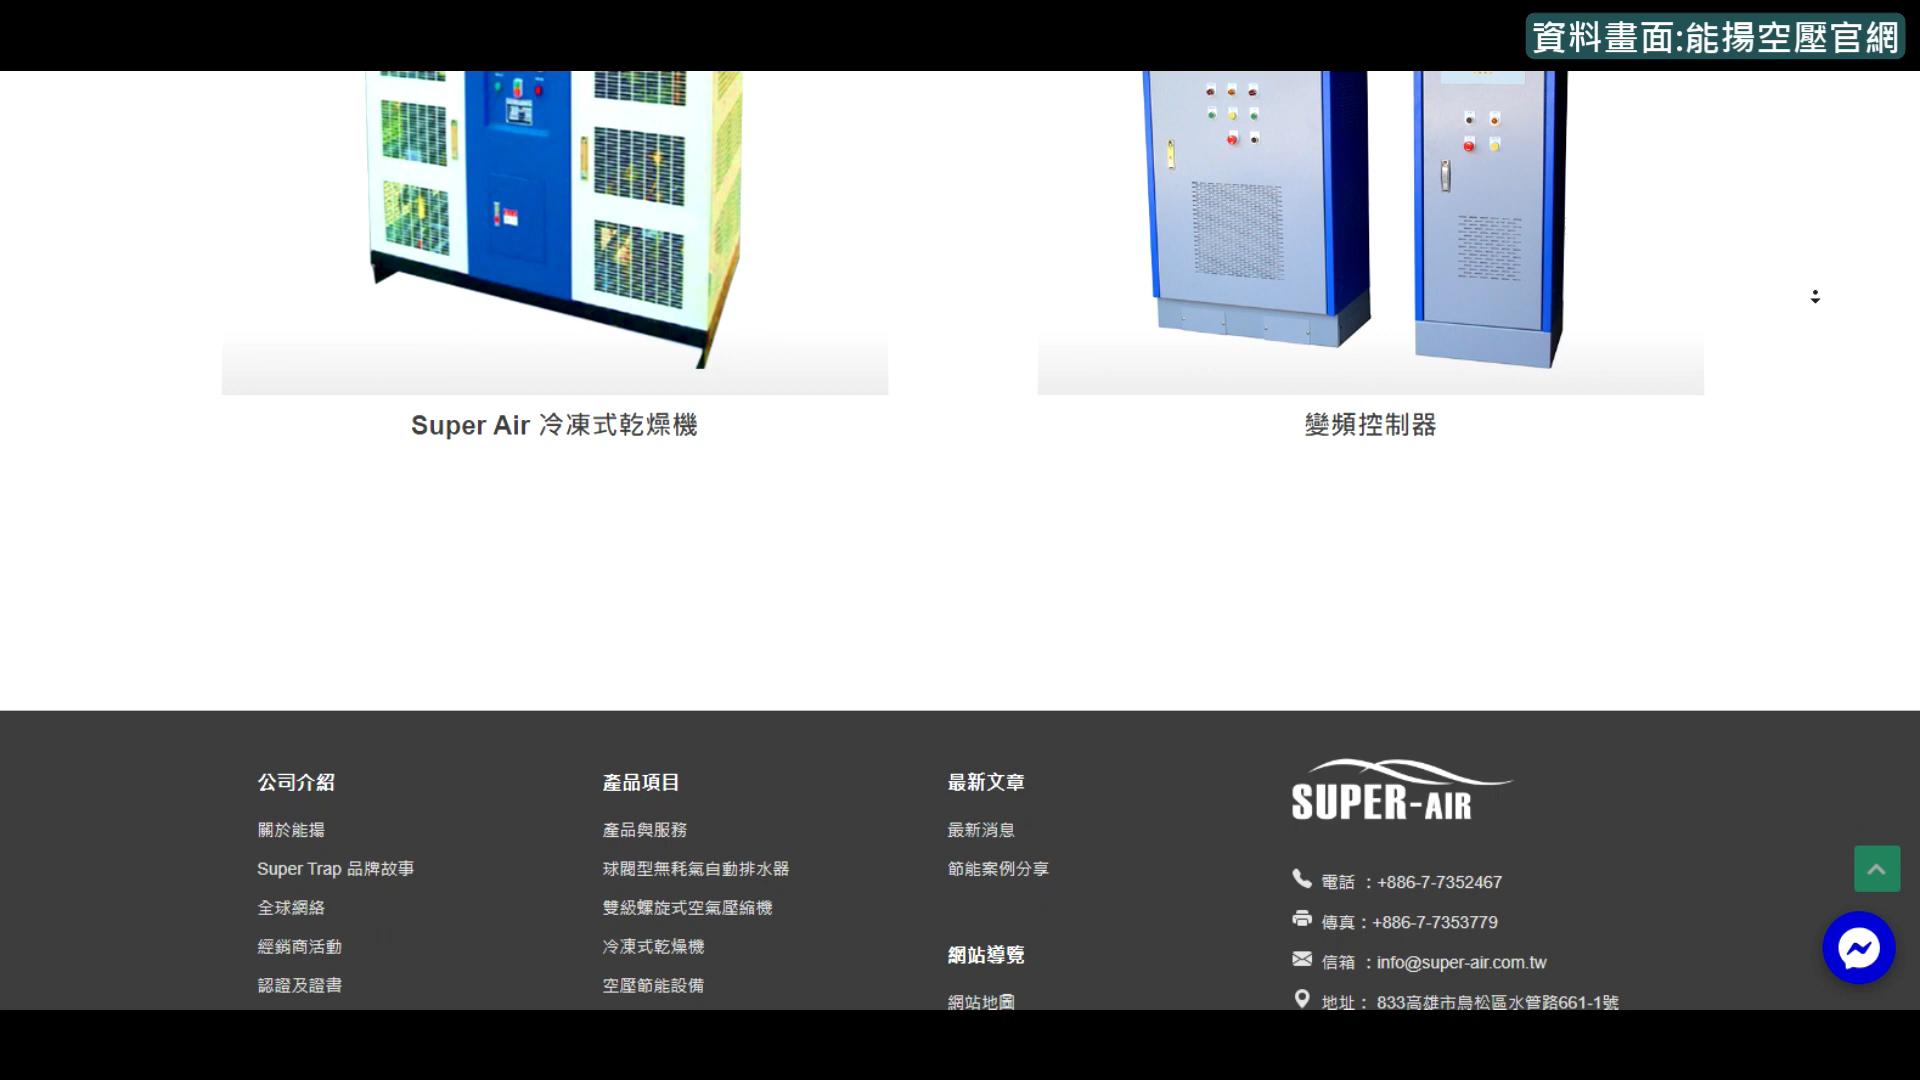 資料畫面:能揚空壓官網
Super Air 冷凍式乾燥機
變頻控制器
公司介紹
關於能揚
Super Trap 品牌故事
全球網絡
經銷商活動
認證及證書
產品項目
產品與服務
球閥型無耗氣自動排水器
雙級螺旋式空氣壓縮機
冷凍式乾燥機
空壓節能設備
最新文章
最新消息
節能案例分享
網站導覽
網站地圖
SUPER-AIR
電話 ：+886-7-7352467
傳真：+886-7-7353779
信箱 ：info@super-air.com.tw
地址： 833高雄市鳥松區水管路661-1號